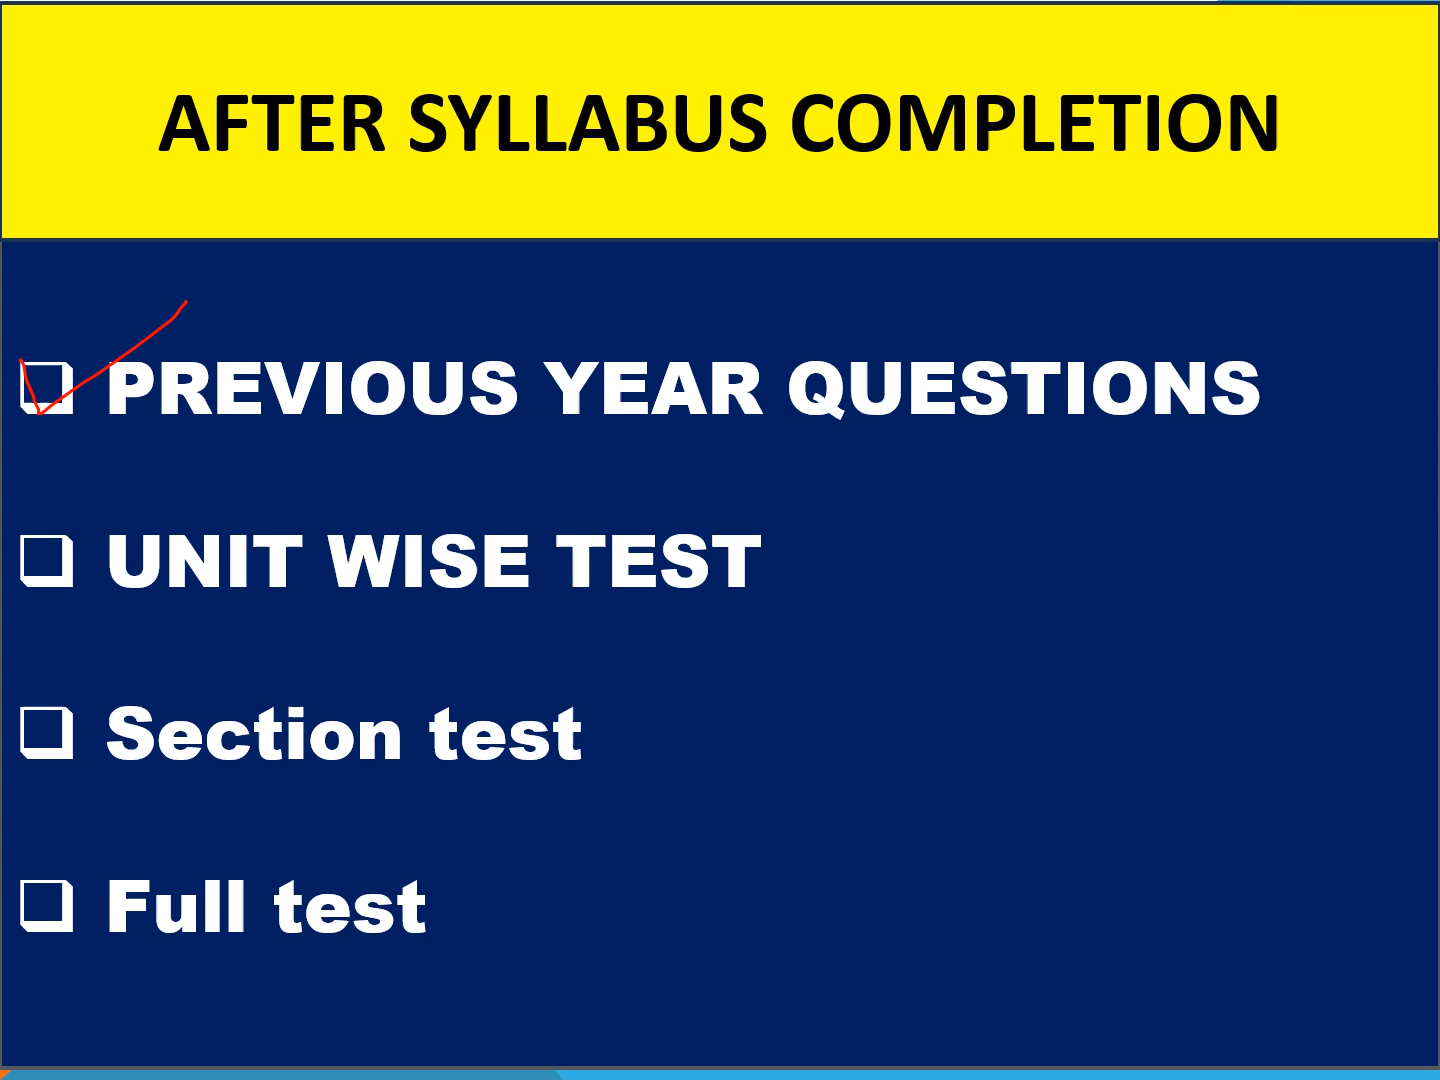 AFTER SYLLABUS COMPLETION
PREVIOUS YEAR QUESTIONS
UNIT WISE TEST
Section test
Full test